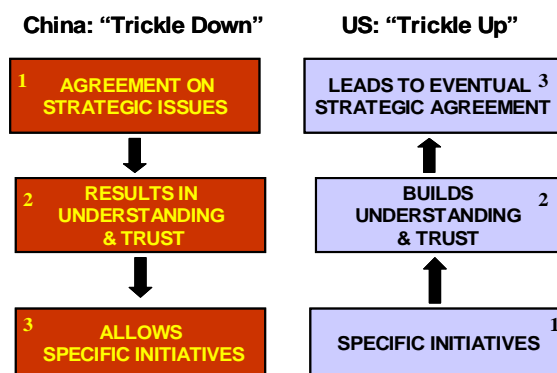 China: “Trickle Down”
1
AGREEMENT ON
STRATEGIC ISSUES
2
RESULTS IN
UNDERSTANDING
& TRUST
3
ALLOWS
SPECIFIC INITIATIVES
US: “Trickle Up”
LEADS TO EVENTUAL 3
STRATEGIC AGREEMENT
BUILDS
UNDERSTANDING 2
& TRUST
1
SPECIFIC INITIATIVES